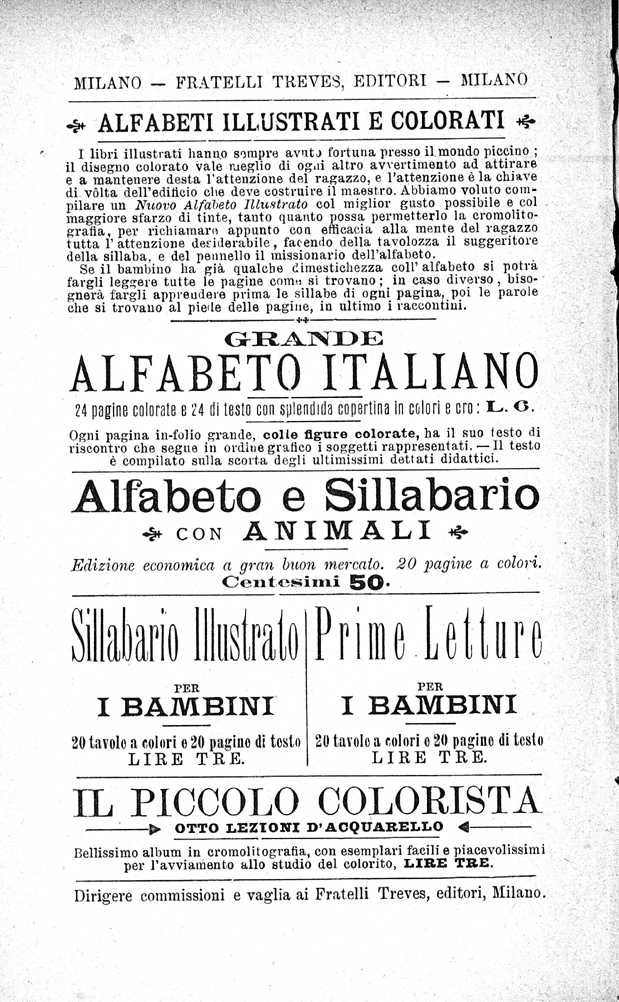 MILANO — FRATELLI TREVES, EDITORI — MILANO
ALFABETI ILLUSTRATI E COLORATI
I libri illustrati hanno sempre avuto fortuna presso il mondo piccino ;
il disegno colorato vale meglio di ogni altro avvertimento ad attirare
e a mantenere desta l'attenzione del ragazzo, e l'attenzione è la chiave
di vôlta dell'edificio che deve costruire il maestro. Abbiamo voluto com-
pilare un Nuovo Alfabeto Illustrato col miglior gusto possibile e col
maggiore sfarzo di tinte, tanto quanto possa permetterlo la cromolito-
grafia, per richiamare appunto con efficacia alla mente del ragazzo
tutta l'attenzione desiderabile, facendo della tavolozza il suggeritore
della sillaba, e del pennello il missionario dell'alfabeto.
Se il bambino ha già qualche dimestichezza coll'alfabeto si potrà
fargli leggere tutte le pagine come si trovano ; in caso diverso, biso-
gnerà fargli apprendere prima le sillabe di ogni pagina, poi le parole
che si trovano al piede delle pagine, in ultimo i raccontini.
GRANDE
ALFABETO ITALIANO
24 pagine colorate e 24 di testo con splendida copertina in colori e oro : L. 6.
Ogni pagina in-folio grande, colle figure colorate, ha il suo testo di
riscontro che segue in ordine grafico i soggetti rappresentati. — Il testo
è compilato sulla scorta degli ultimissimi dettati didattici.
Alfabeto e Sillabario
CON ANIMALI
Edizione economica a gran buon mercato. 20 pagine a colori.
Centesimi 50.
Sillabario Illustrato
PER
I BAMBINI
20 tavole a colori e 20 pagine di testo
LIRE TRE.
Prime Letture
PER
I BAMBINI
20 tavole a colori e 20 pagine di testo
LIRE TRE.
IL PICCOLO COLORISTA
OTTO LEZIONI D'ACQUARELLO
Bellissimo album in cromolitografia, con esemplari facili e piacevolissimi
per l'avviamento allo studio del colorito, LIRE TRE.
Dirigere commissioni e vaglia ai Fratelli Treves, editori, Milano.